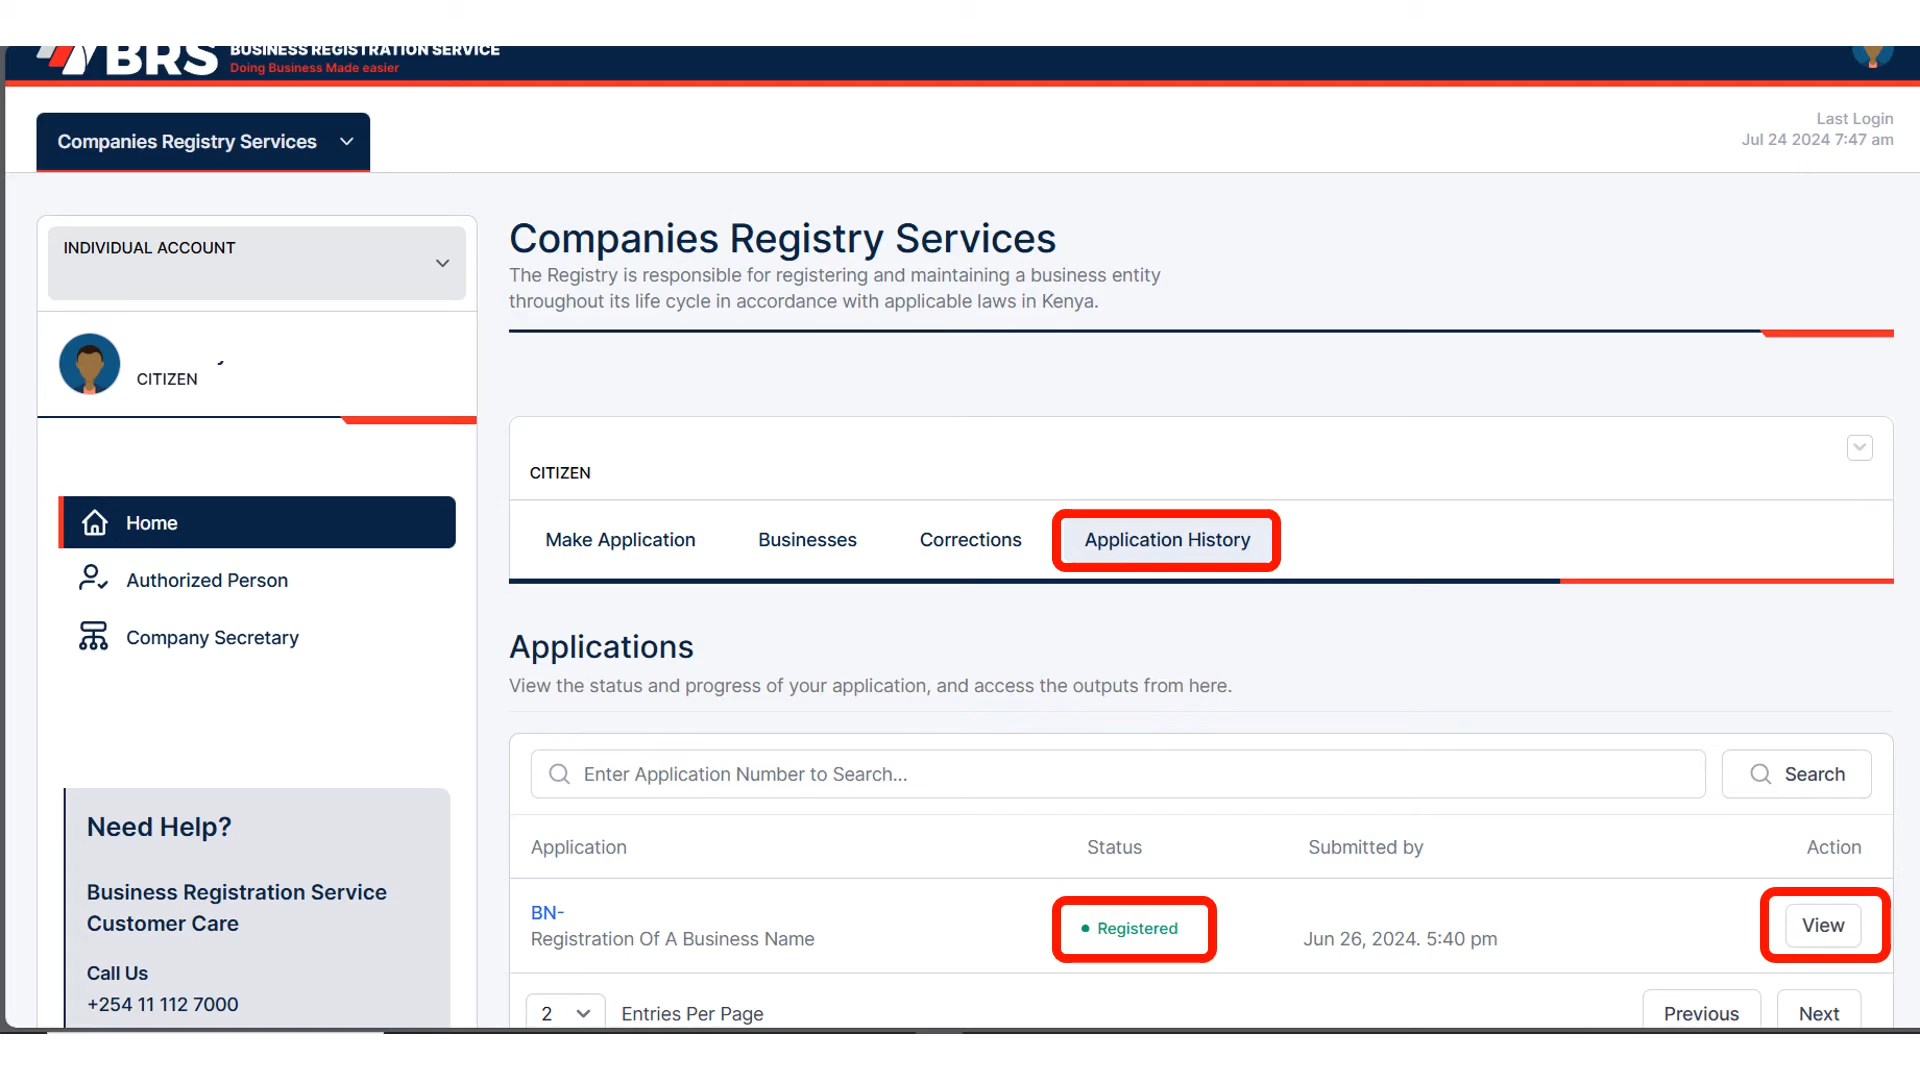 BRS
BUSINESS REGISTRATION SERVICE
Doing Business Made easier
Companies Registry Services
Last Login
Jul 24 2024 7:47 am
INDIVIDUAL ACCOUNT
CITIZEN
Home
Authorized Person
Company Secretary
Need Help?
Business Registration Service
Customer Care
Call Us
+254 11 112 7000
Companies Registry Services
The Registry is responsible for registering and maintaining a business entity
throughout its life cycle in accordance with applicable laws in Kenya.
CITIZEN
Make Application Businesses Corrections Application History
Applications
View the status and progress of your application, and access the outputs from here.
Enter Application Number to Search... Search
Application Status Submitted by Action
BN-
Registration Of A Business Name Registered Jun 26, 2024. 5:40 pm View
2 Entries Per Page Previous Next